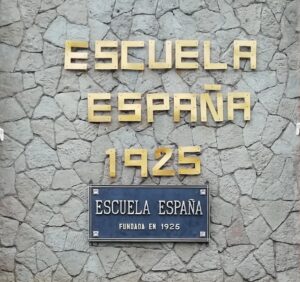 ESCUELA
ESPAÑA
1925
ESCUELA ESPAÑA
FUNDADA EN 1925